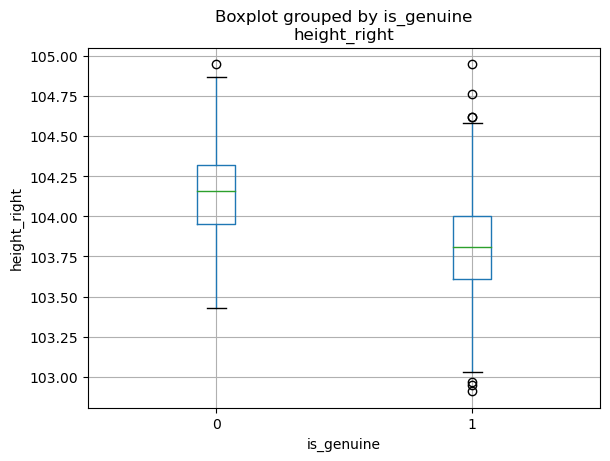 Boxplot grouped by is_genuine
height_right
105.00
104.75
104.50
104.25
104.00
103.75
103.50
103.25
103.00
height_right
0
1
is_genuine